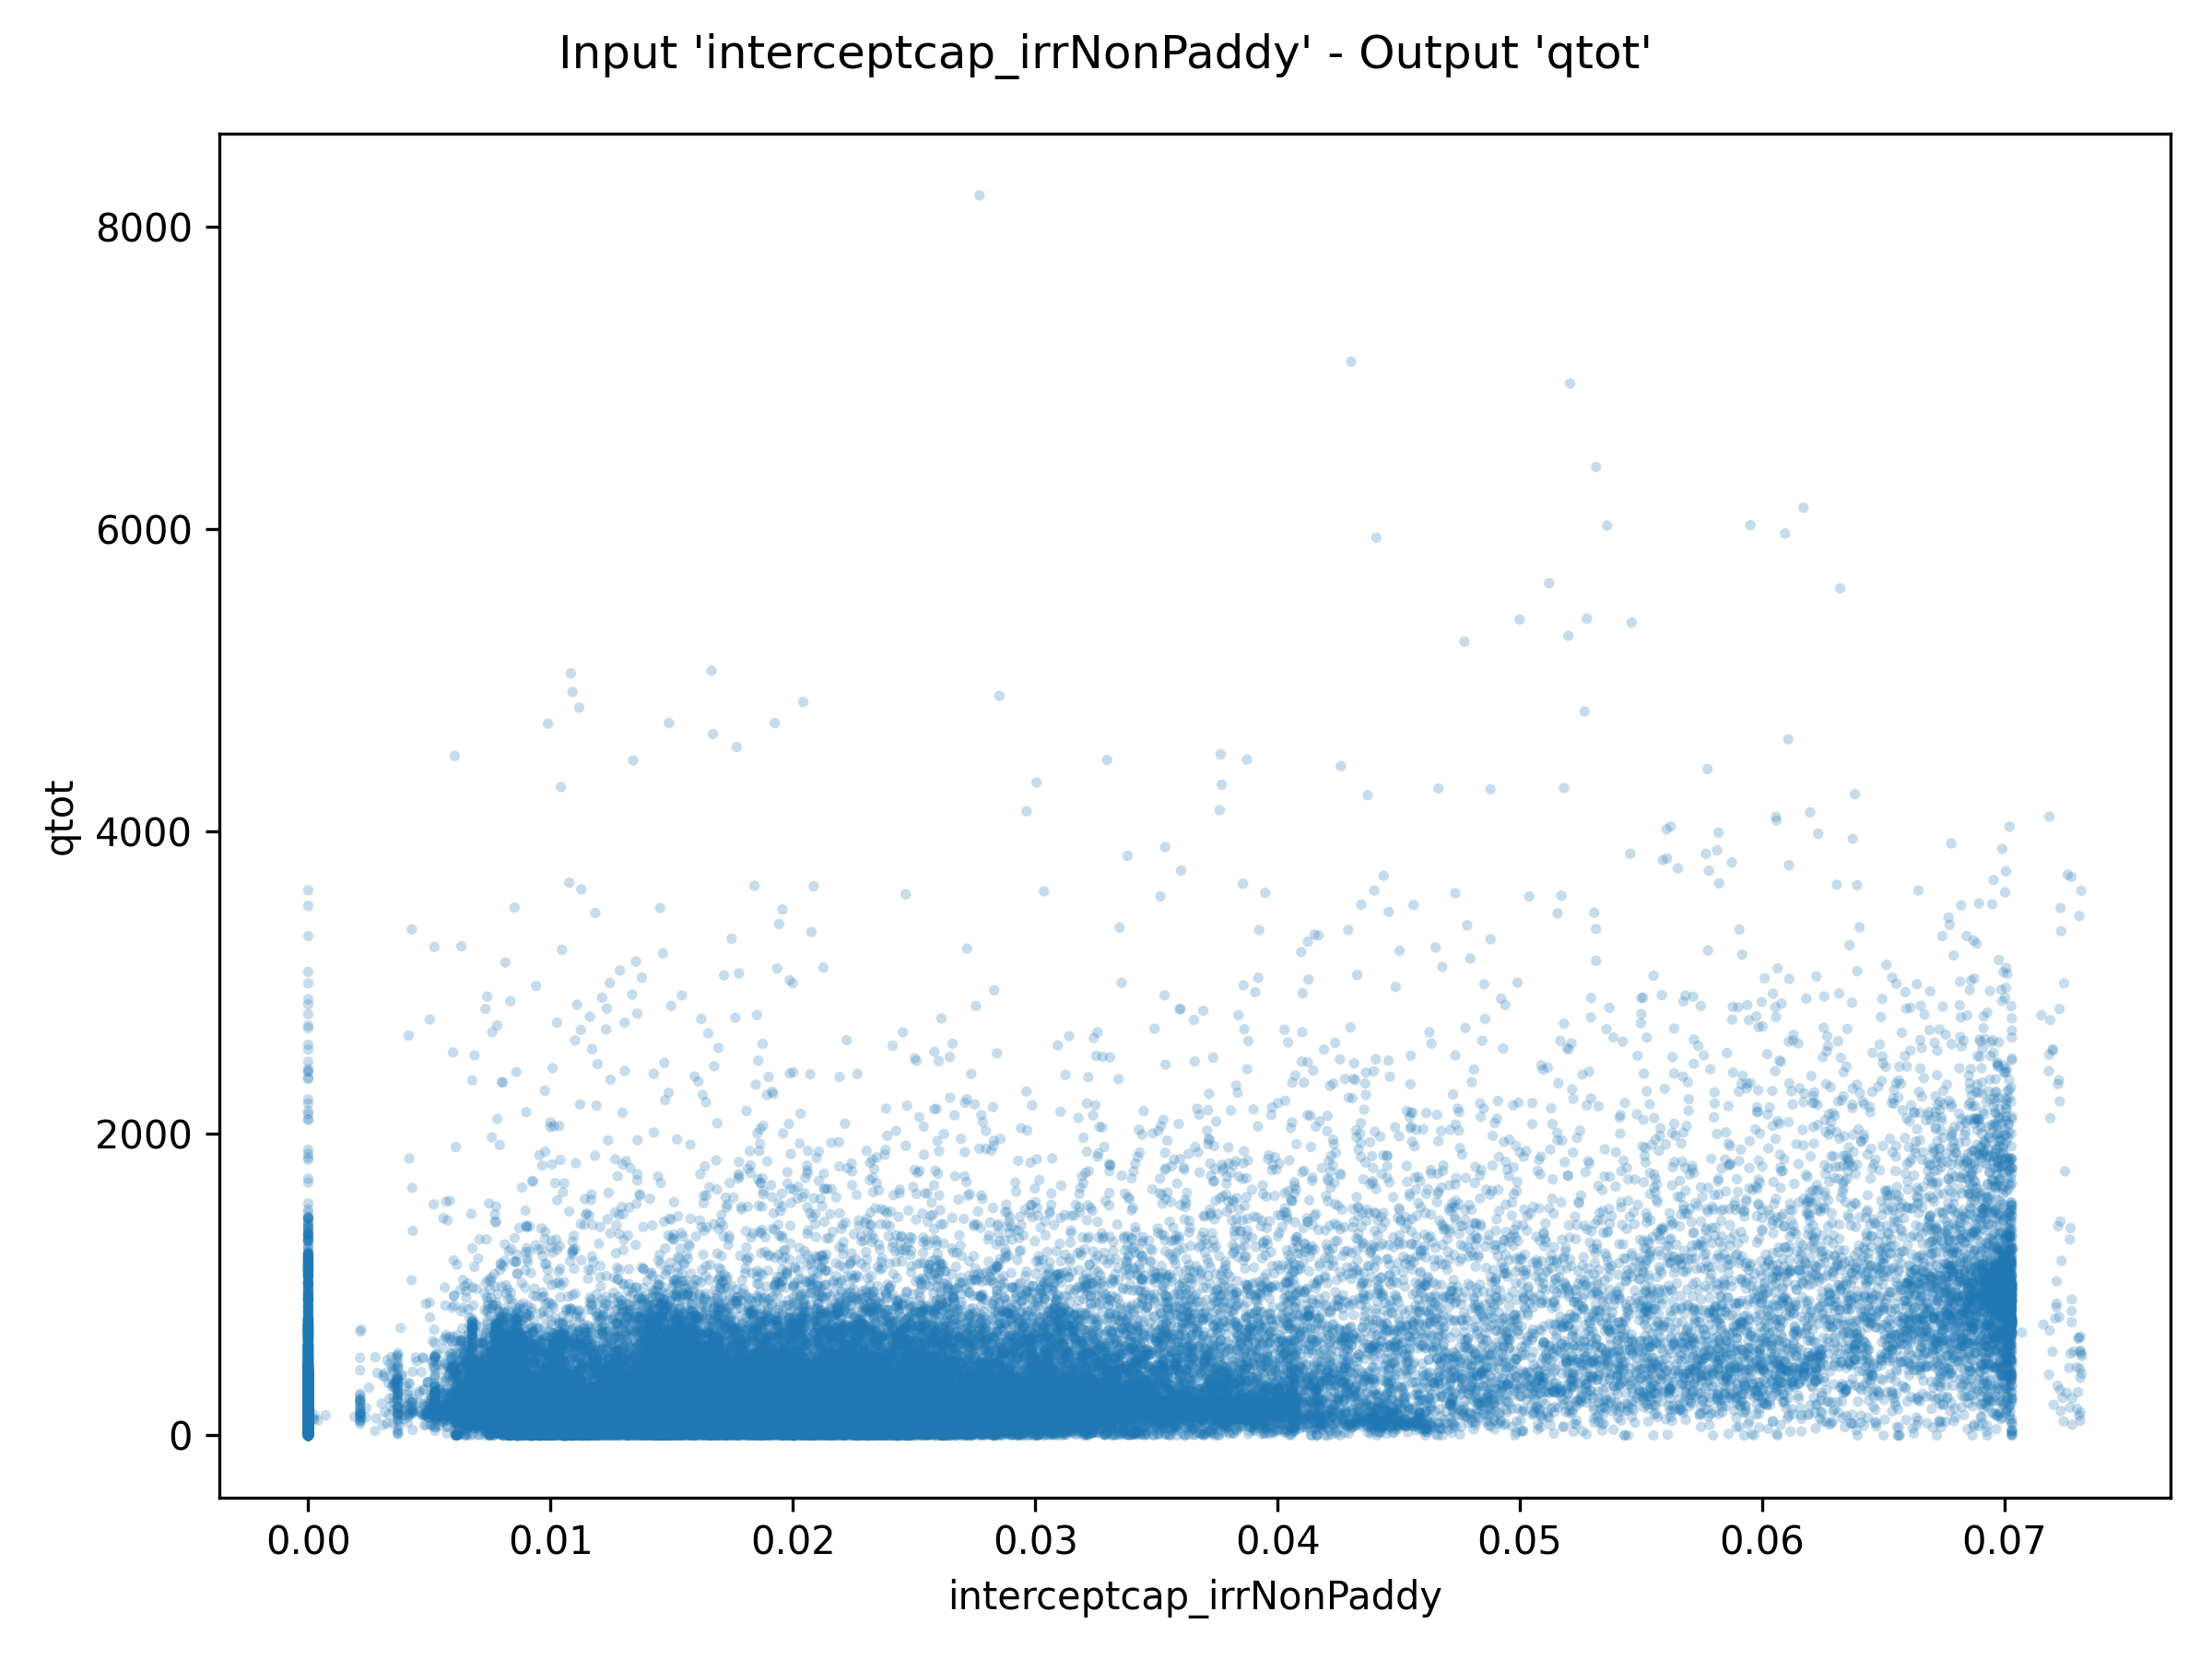 Input 'interceptcap_irrNonPaddy' - Output 'qtot'
8000
6000
4000
2000
0
qtot
0.00 0.01 0.02 0.03 0.04 0.05 0.06 0.07
interceptcap_irrNonPaddy